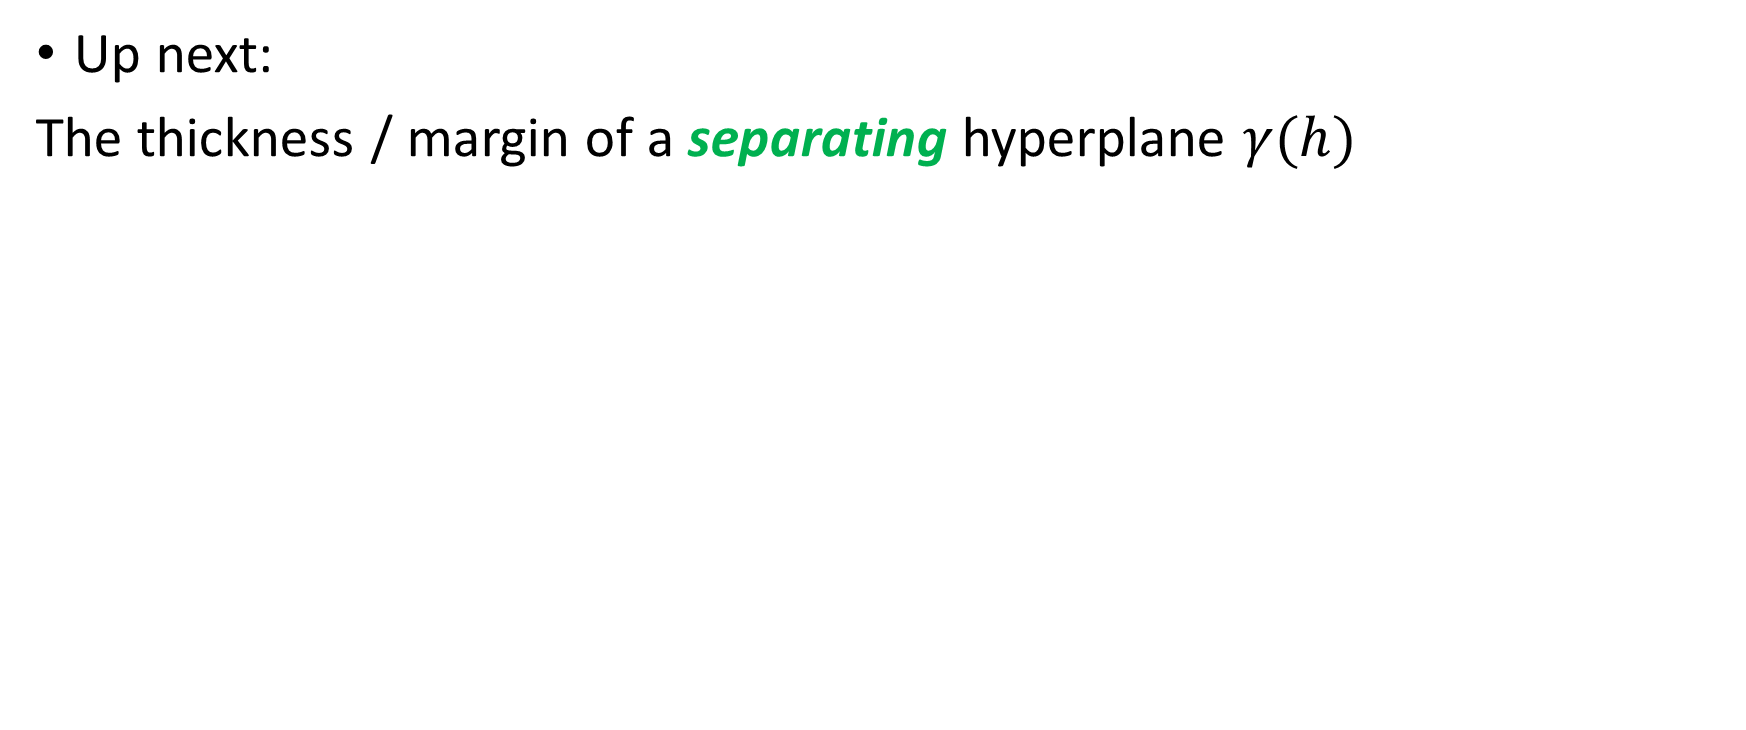 • Up next:
The thickness / margin of a separating hyperplane 𝛾(ℎ)